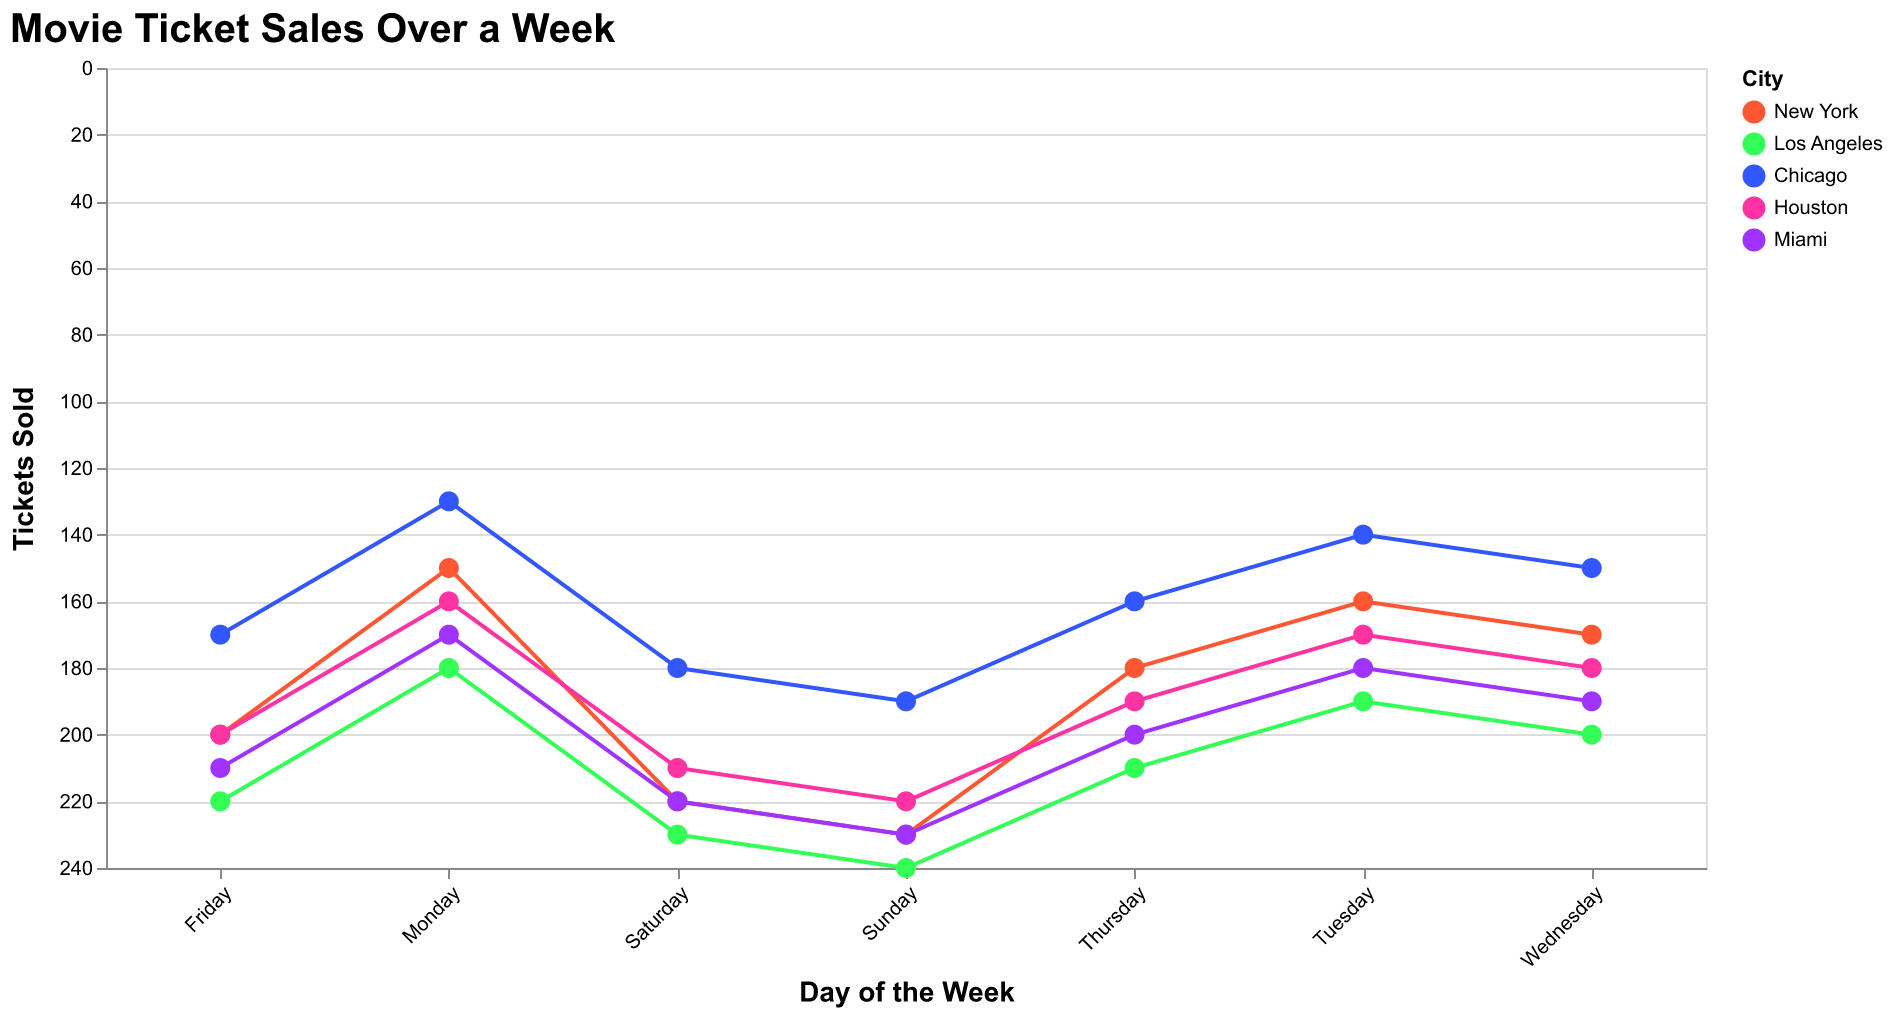 Movie Ticket Sales Over a Week
City
New York
Los Angeles
Chicago
Houston
Miami
Tickets Sold
0
20
40
60
80
100
120
140
160
180
200
220
240
Friday
Monday
Saturday
Sunday
Thursday
Tuesday
Wednesday
Day of the Week